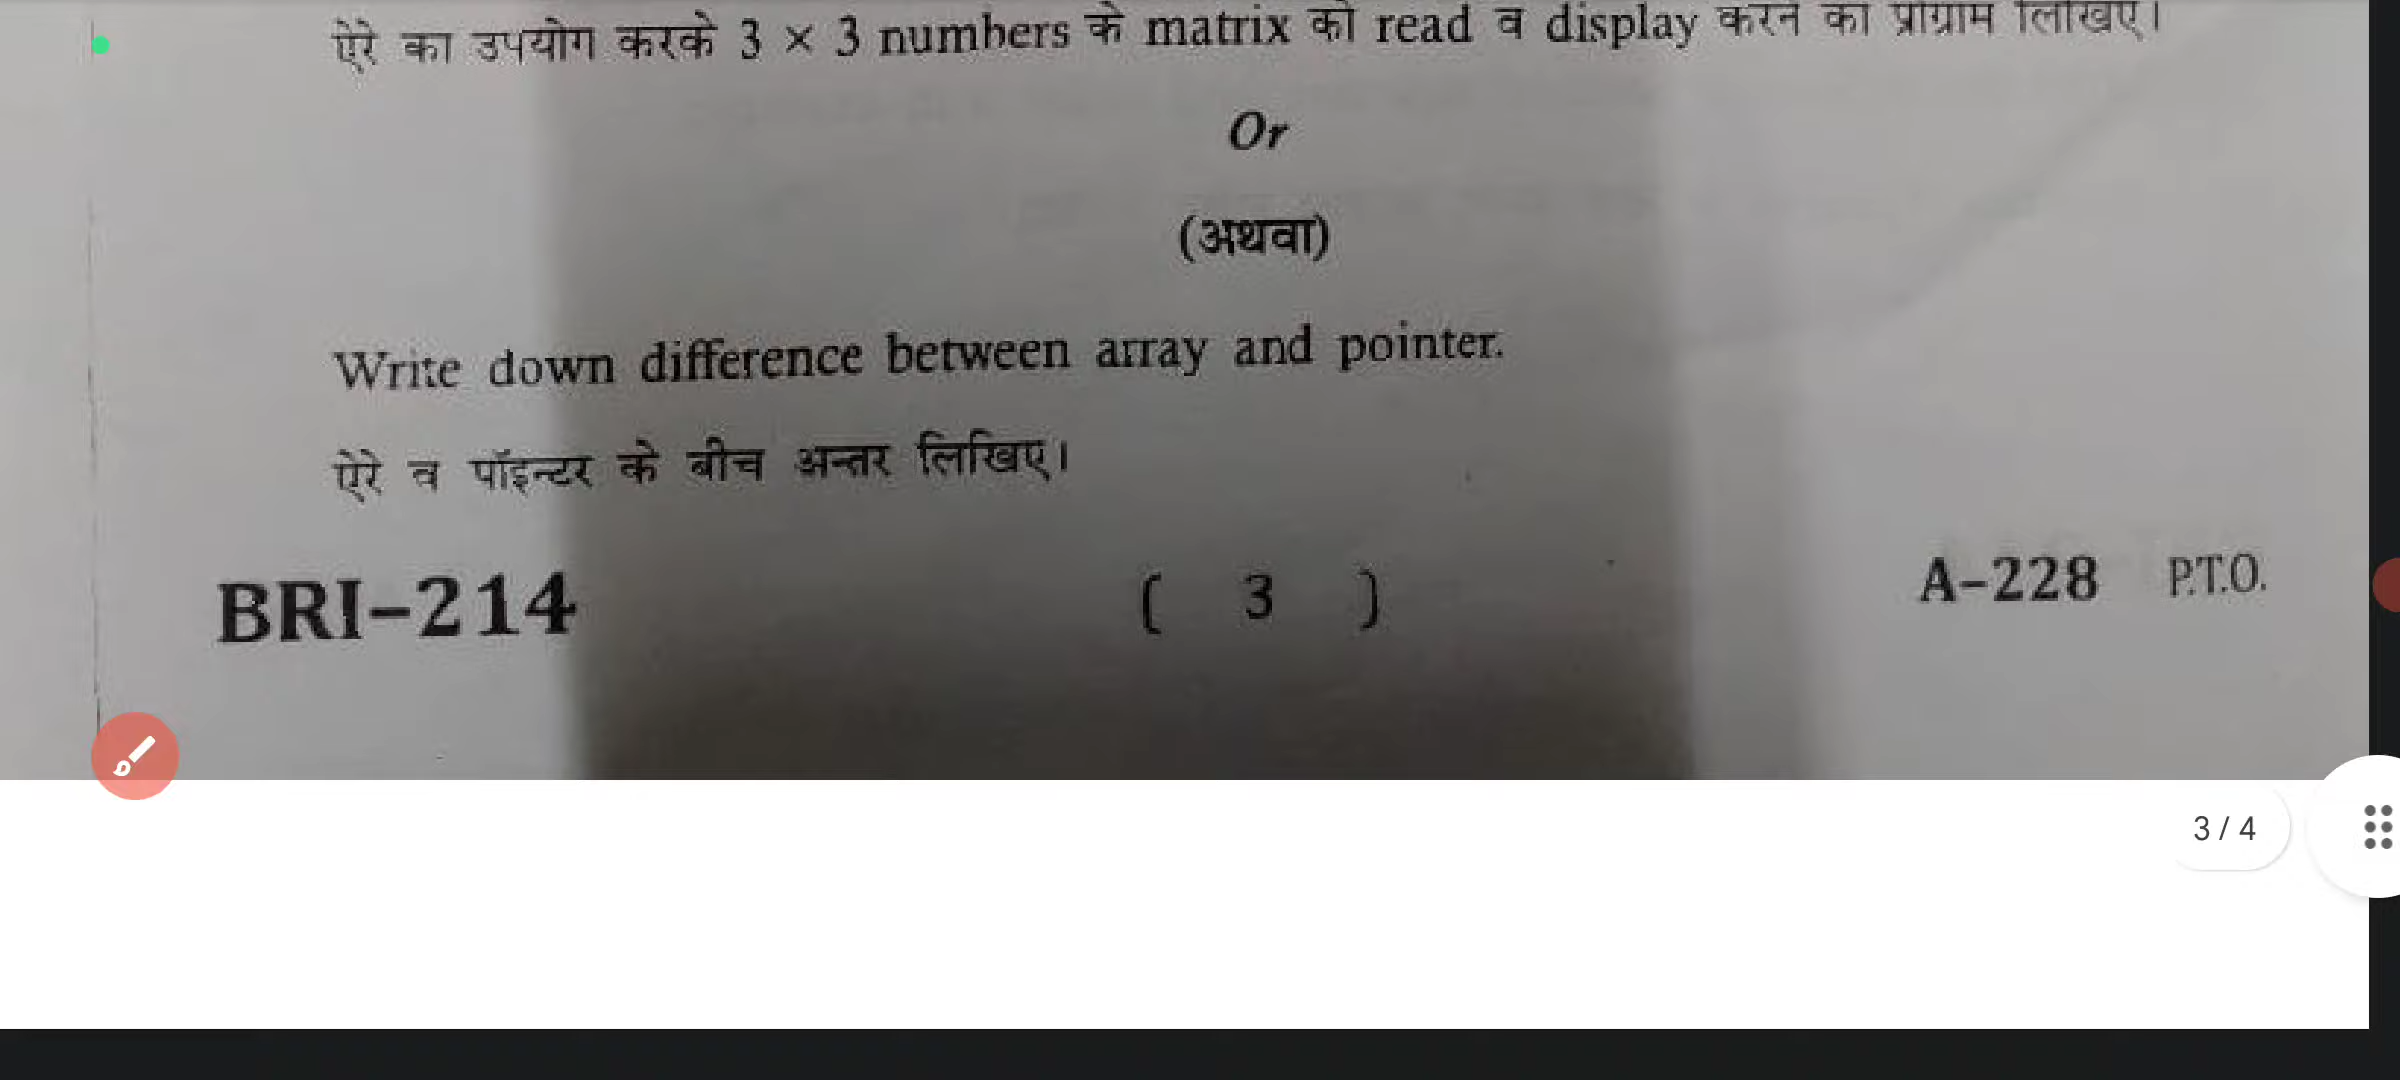 ऐरे का उपयोग करके 3 × 3 numbers के matrix को read व display करने का प्रोग्राम लिखिए।
Or
(अथवा)
Write down difference between array and pointer.
ऐरे व पॉइन्टर के बीच अन्तर लिखिए।
BRI-214 ( 3 ) A-228 P.T.O.
3 / 4